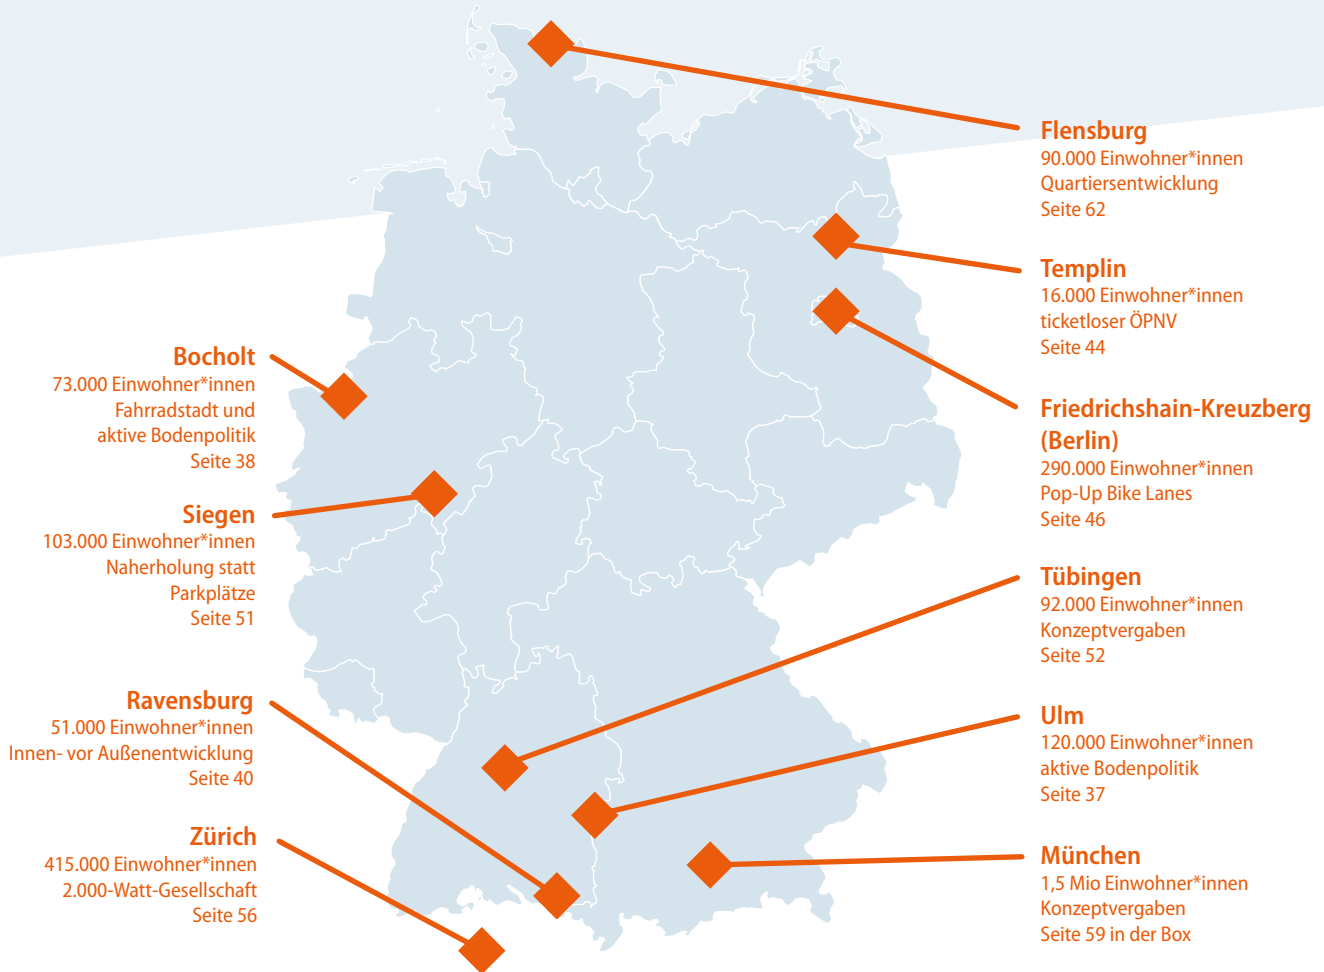 Flensburg
90.000 Einwohner*innen
Quartiersentwicklung
Seite 62
Templin
16.000 Einwohner*innen
ticketloser ÖPNV
Seite 44
Friedrichshain-Kreuzberg
(Berlin)
290.000 Einwohner*innen
Pop-Up Bike Lanes
Seite 46
Tübingen
92.000 Einwohner*innen
Konzeptvergaben
Seite 52
Ulm
120.000 Einwohner*innen
aktive Bodenpolitik
Seite 37
München
1,5 Mio Einwohner*innen
Konzeptvergaben
Seite 59 in der Box
Bocholt
73.000 Einwohner*innen
Fahrradstadt und
aktive Bodenpolitik
Seite 38
Siegen
103.000 Einwohner*innen
Naherholung statt
Parkplätze
Seite 51
Ravensburg
51.000 Einwohner*innen
Innen- vor Außenentwicklung
Seite 40
Zürich
415.000 Einwohner*innen
2.000-Watt-Gesellschaft
Seite 56